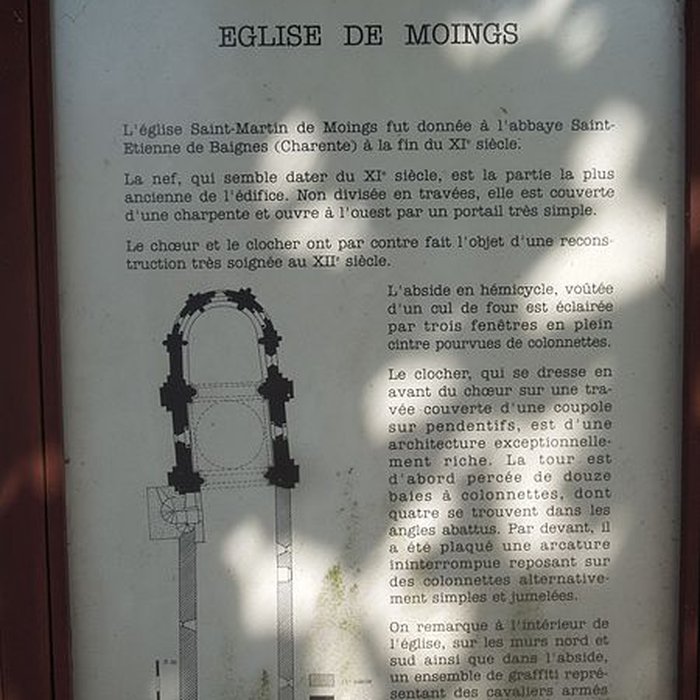 EGLISE DE MOINGS
L'église Saint-Martin de Moings fut donnée à l'abbaye Saint-
Etienne de Baignes (Charente) à la fin du XIe siècle.
La nef, qui semble dater du XIe siècle, est la partie la plus
ancienne de l'édifice. Non divisée en travées, elle est couverte
d'une charpente et ouvre à l'ouest par un portail très simple.
Le chœur et le clocher ont par contre fait l'objet d'une recons-
truction très soignée au XIIe siècle.
L'abside en hémicycle, voûtée
d'un cul de four est éclairée
par trois fenêtres en plein
cintre pourvues de colonnettes.
Le clocher, qui se dresse en
avant du chœur sur une tra-
vée couverte d'une coupole
sur pendentifs, est d'une
architecture exceptionnelle-
ment riche. La tour est
d'abord percée de douze
baies à colonnettes, dont
quatre se trouvent dans les
angles abattus. Par devant, il
a été plaqué une arcature
ininterrompue reposant sur
des colonnettes alternative-
ment simples et jumelées.
On remarque à l'intérieur de
l'église, sur les murs nord et
sud ainsi que dans l'abside,
un ensemble de graffiti repré-
sentant des cavaliers armés